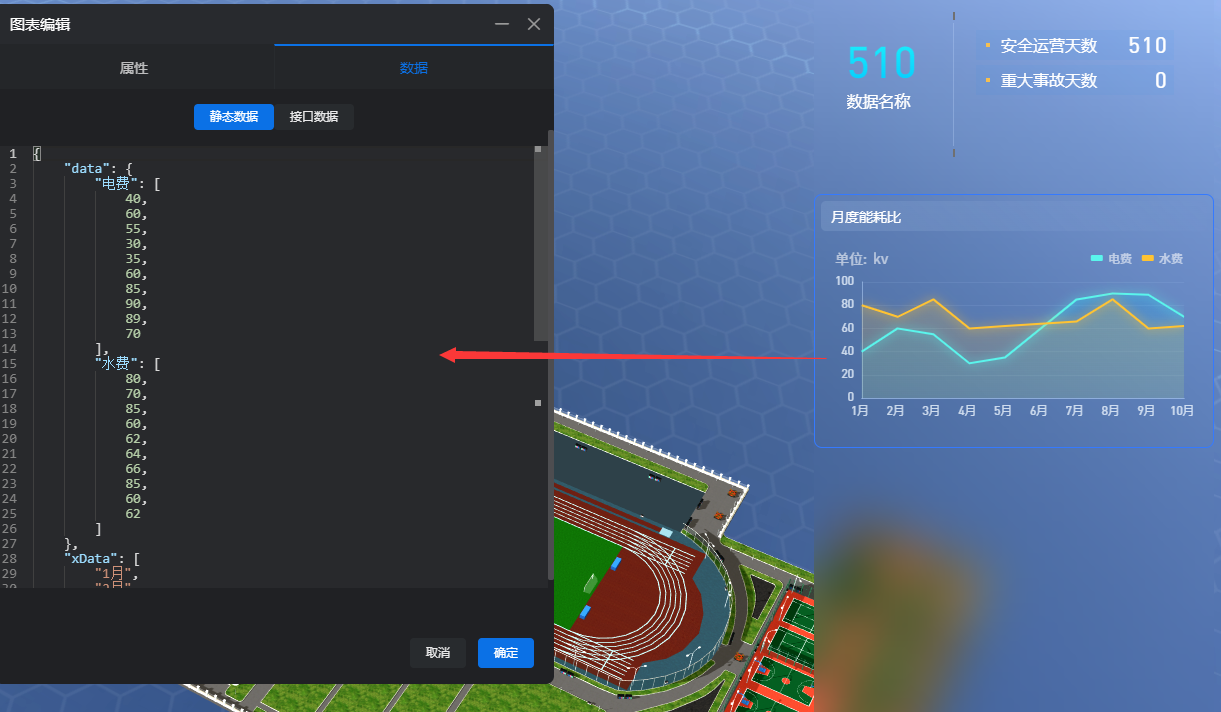 图表编辑
属性
数据
静态数据
接口数据
1 {
2 "data": {
3 "电费": [
4 40,
5 60,
6 55,
7 30,
8 35,
9 60,
10 85,
11 90,
12 89,
13 70
14 ],
15 "水费": [
16 80,
17 70,
18 85,
19 60,
20 62,
21 64,
22 66,
23 85,
24 60,
25 62
26 ]
27 },
28 "xData": [
29 "1月",
取消
确定
510
数据名称
安全运营天数 510
重大事故天数 0
月度能耗比
单位: kv
电费 水费
100
80
60
40
20
0
1月 2月 3月 4月 5月 6月 7月 8月 9月 10月